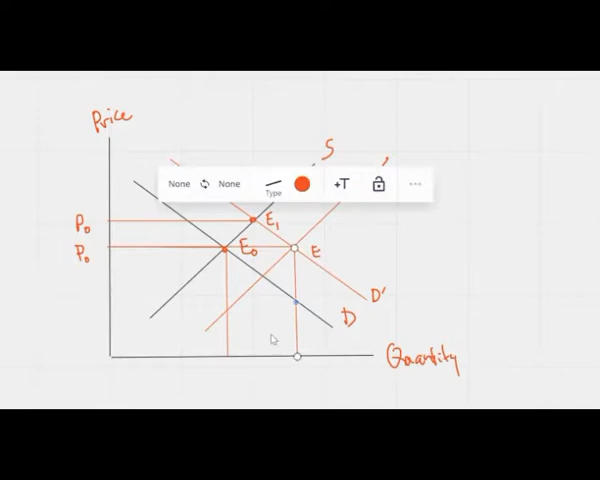 Price
S
None None Type +T ...
P₀
E₁
P₀
E₀
E
D'
D
Quantity